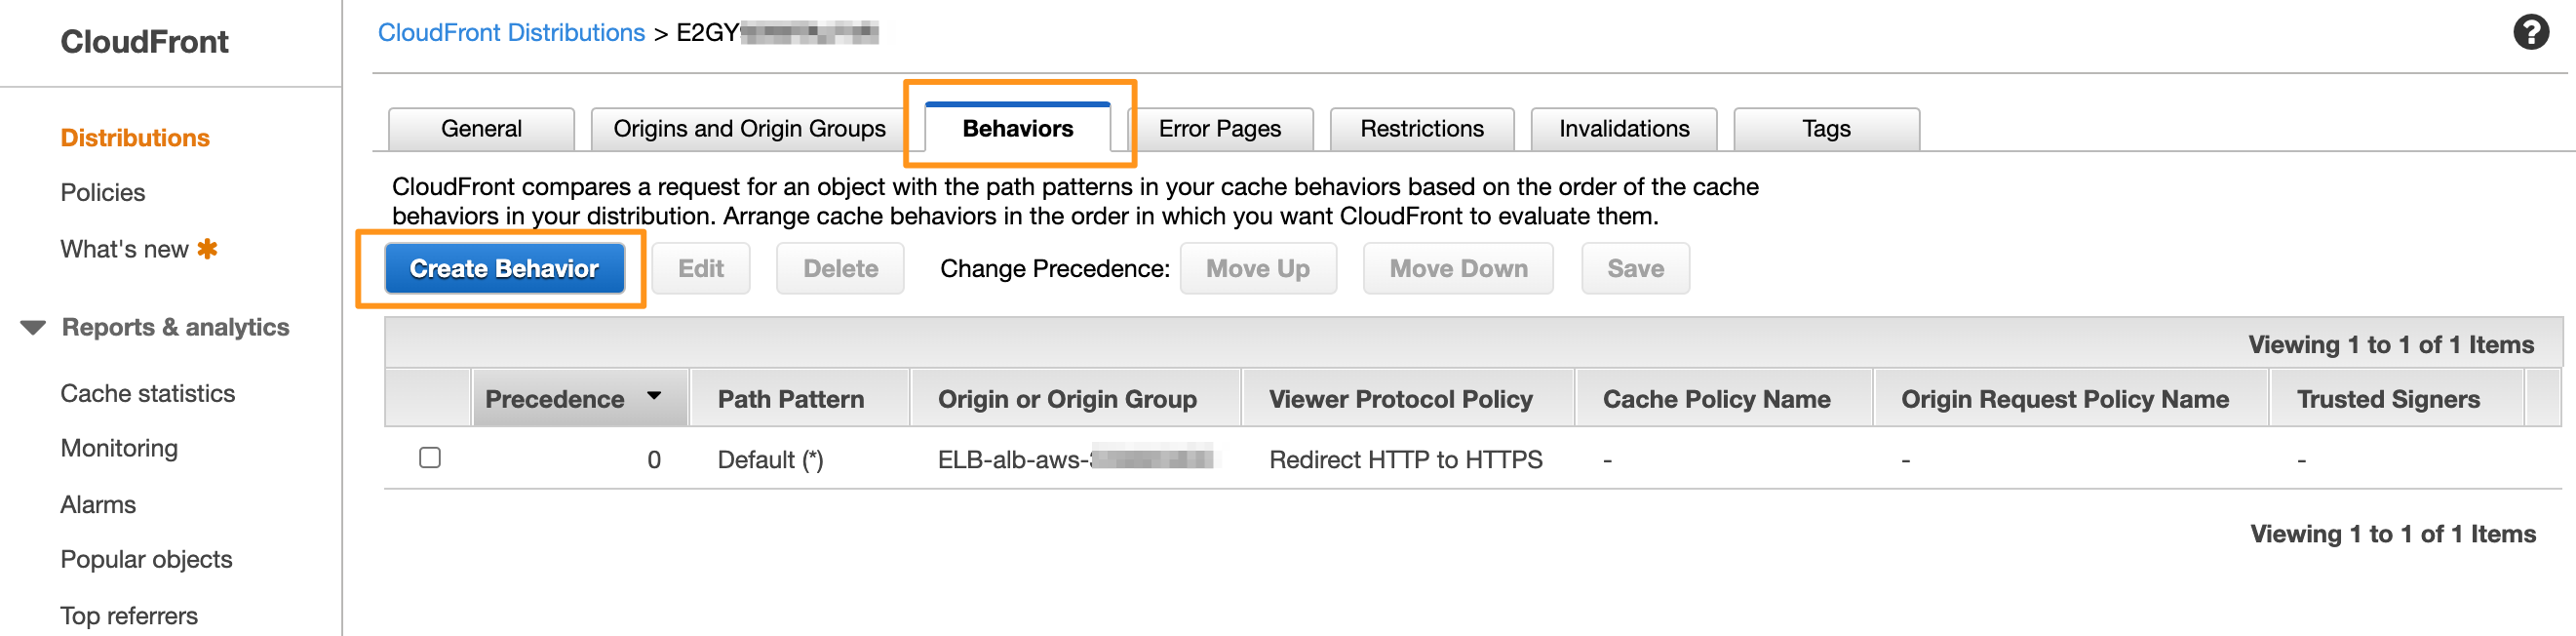 CloudFront
Distributions
Policies
What's new
Reports & analytics
Cache statistics
Monitoring
Alarms
Popular objects
Top referrers
CloudFront Distributions > E2GY
General Origins and Origin Groups Behaviors Error Pages Restrictions Invalidations Tags
CloudFront compares a request for an object with the path patterns in your cache behaviors based on the order of the cache
behaviors in your distribution. Arrange cache behaviors in the order in which you want CloudFront to evaluate them.
Create Behavior Edit Delete Change Precedence: Move Up Move Down Save
Viewing 1 to 1 of 1 Items
Precedence Path Pattern Origin or Origin Group Viewer Protocol Policy Cache Policy Name Origin Request Policy Name Trusted Signers
0 Default (*) ELB-alb-aws- Redirect HTTP to HTTPS - - -
Viewing 1 to 1 of 1 Items